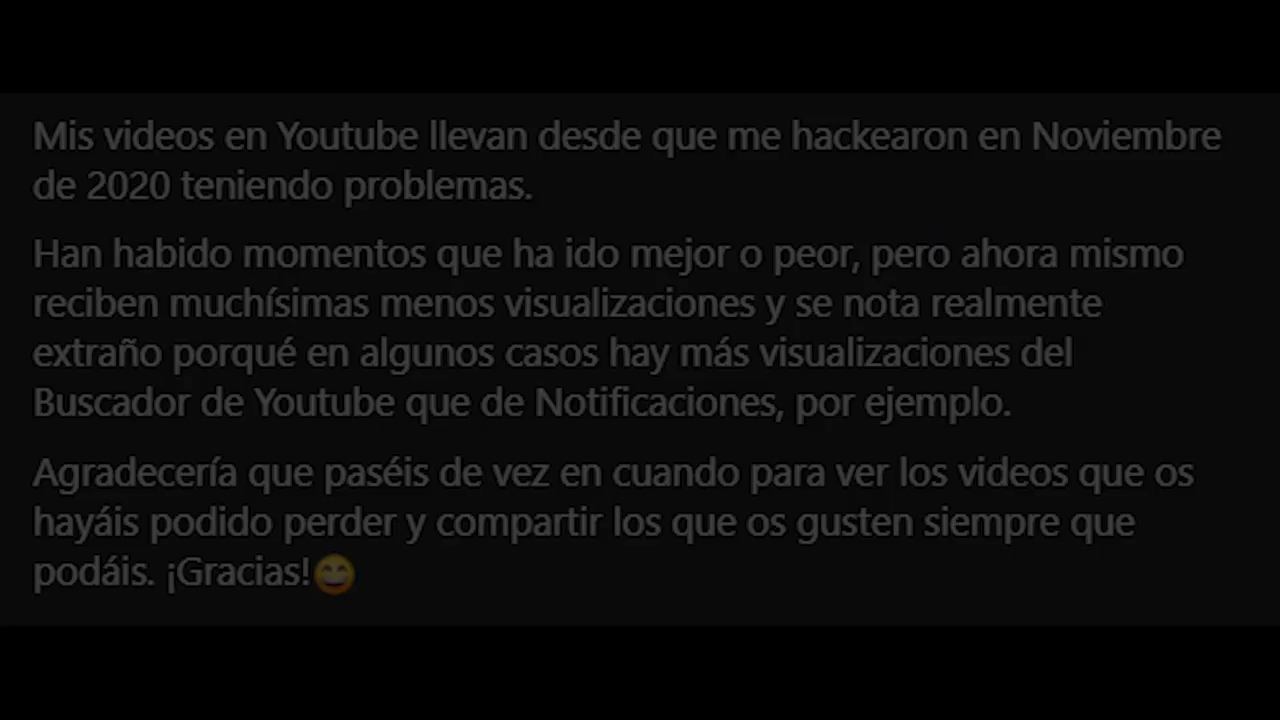 Mis videos en Youtube llevan desde que me hackearon en Noviembre
de 2020 teniendo problemas.
Han habido momentos que ha ido mejor o peor, pero ahora mismo
reciben muchísimas menos visualizaciones y se nota realmente
extraño porqué en algunos casos hay más visualizaciones del
Buscador de Youtube que de Notificaciones, por ejemplo.
Agradecería que paséis de vez en cuando para ver los videos que os
hayáis podido perder y compartir los que os gusten siempre que
podáis. ¡Gracias!😄